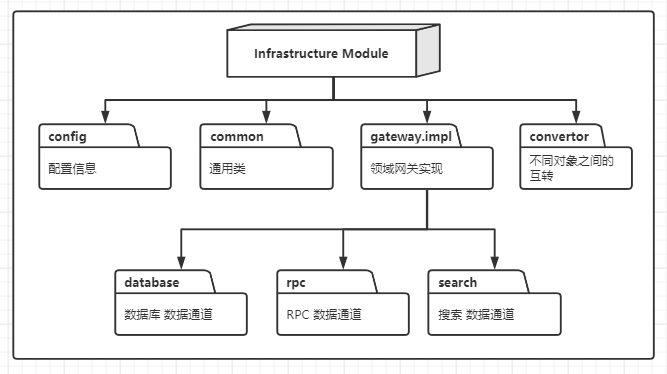 Infrastructure Module
config
配置信息
common
通用类
gateway.impl
领域网关实现
convertor
不同对象之间的
互转
database
数据库 数据通道
rpc
RPC 数据通道
search
搜索 数据通道